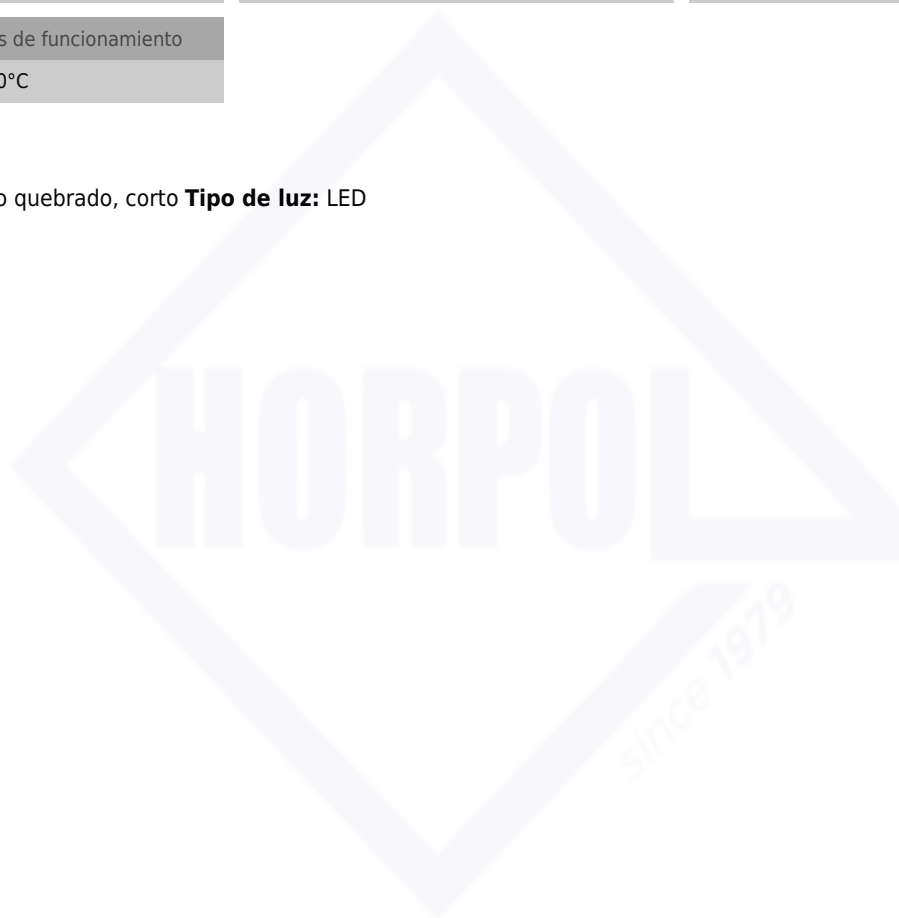 s de funcionamiento
0°C
o quebrado, corto Tipo de luz: LED
HORPOL
since 1979